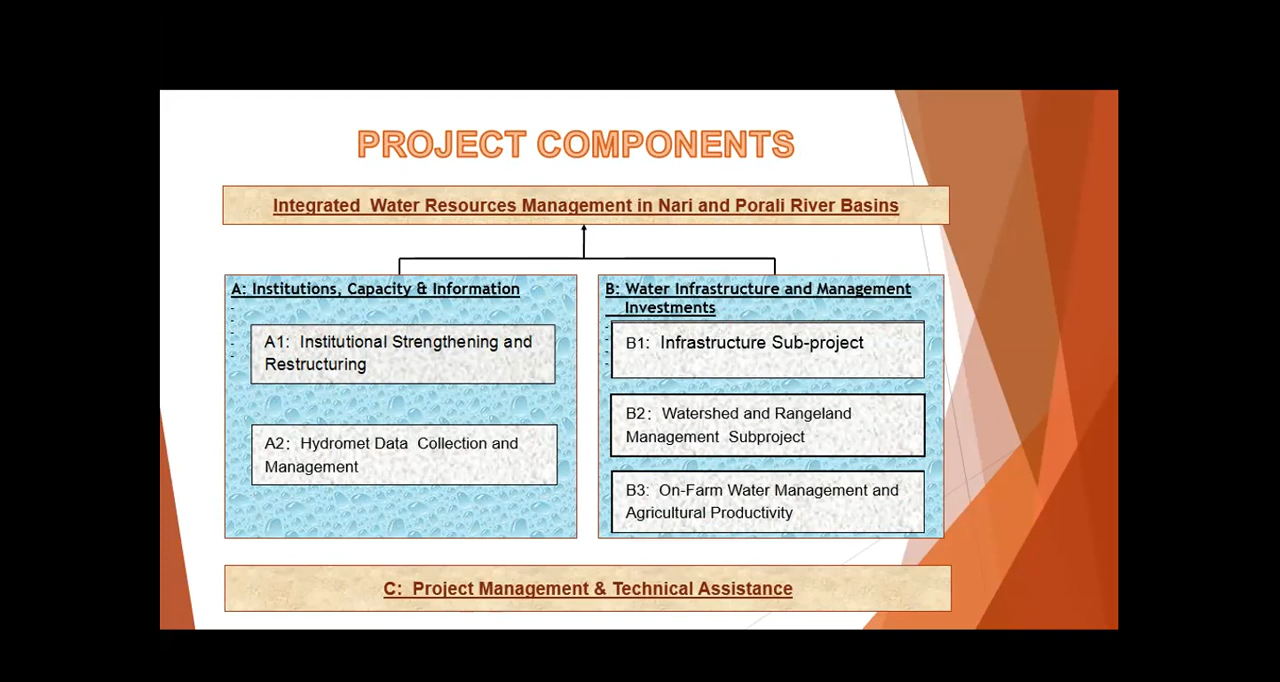 PROJECT COMPONENTS
Integrated Water Resources Management in Nari and Porali River Basins
A: Institutions, Capacity & Information
A1: Institutional Strengthening and
Restructuring
A2: Hydromet Data Collection and
Management
B: Water Infrastructure and Management
Investments
B1: Infrastructure Sub-project
B2: Watershed and Rangeland
Management Subproject
B3: On-Farm Water Management and
Agricultural Productivity
C: Project Management & Technical Assistance